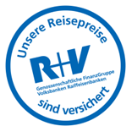 Unsere Reisepreise
R+V
Genossenschaftliche FinanzGruppe
Volksbanken Raiffeisenbanken
sind versichert